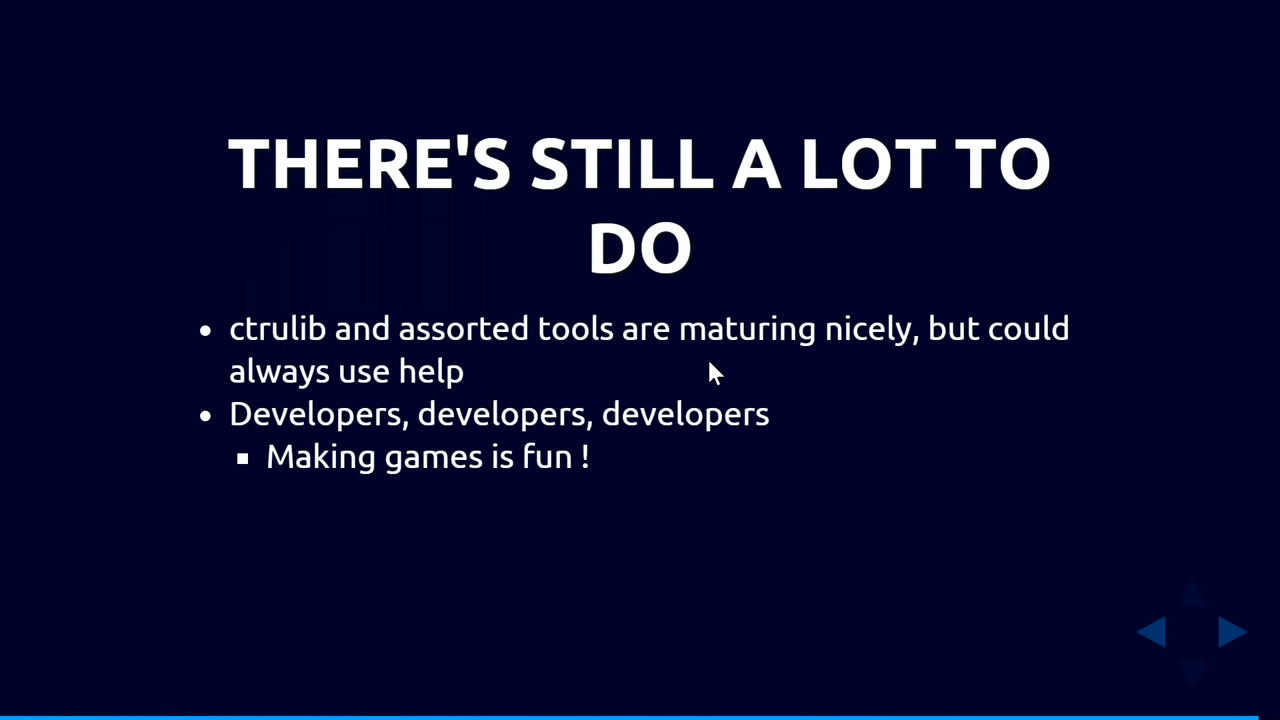 THERE'S STILL A LOT TO
DO
ctrulib and assorted tools are maturing nicely, but could
always use help
Developers, developers, developers
Making games is fun !